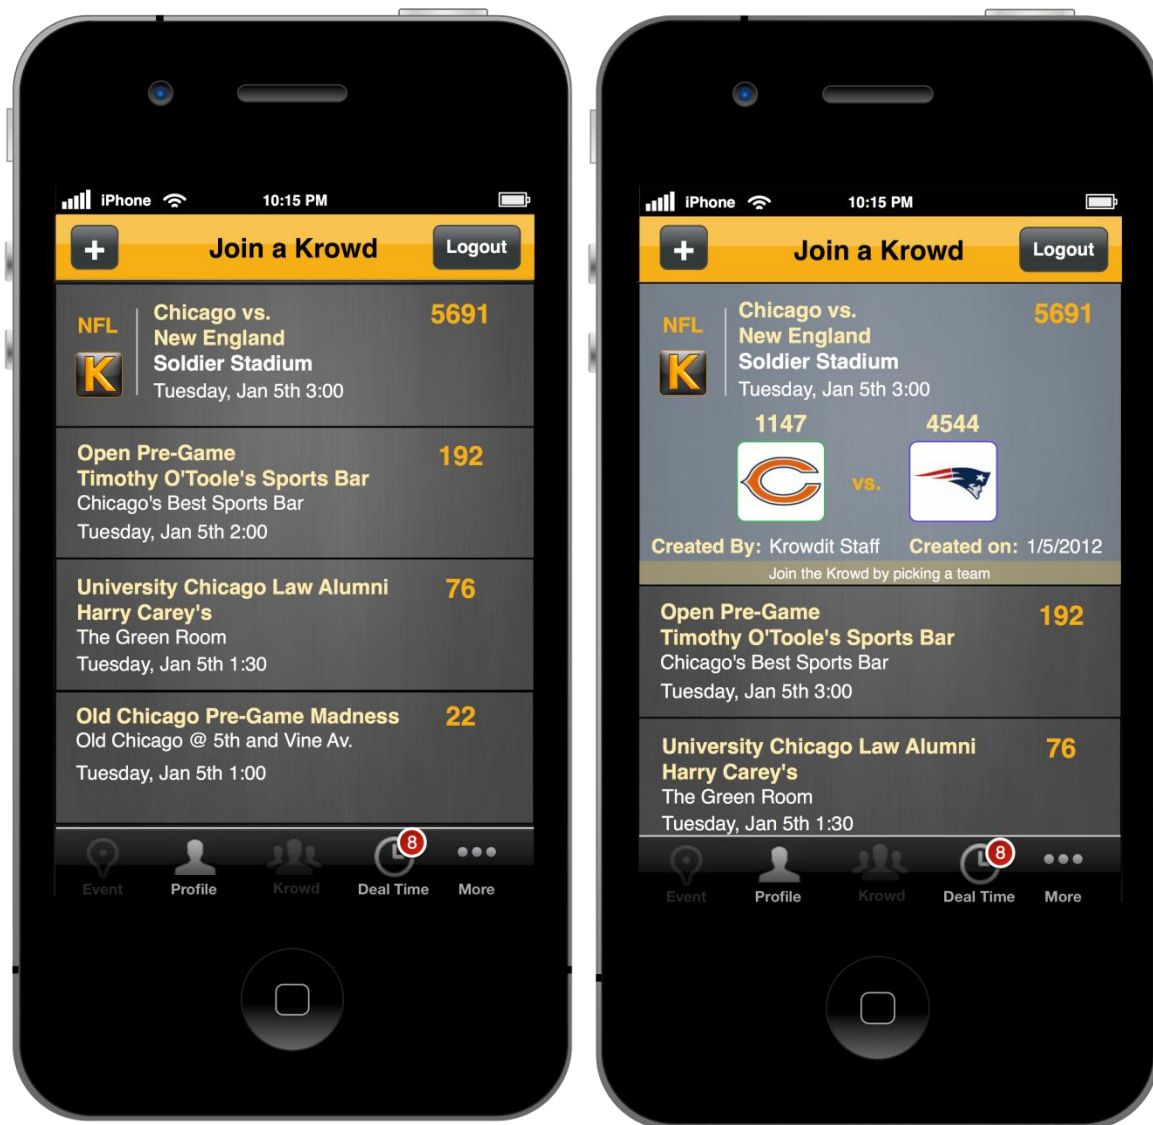 iPhone 10:15 PM
+ Join a Krowd Logout
NFL
K
Chicago vs.
New England
Soldier Stadium
Tuesday, Jan 5th 3:00
5691
Open Pre-Game
Timothy O'Toole's Sports Bar
Chicago's Best Sports Bar
Tuesday, Jan 5th 2:00
192
University Chicago Law Alumni
Harry Carey's
The Green Room
Tuesday, Jan 5th 1:30
76
Old Chicago Pre-Game Madness
Old Chicago @ 5th and Vine Av.
Tuesday, Jan 5th 1:00
22
8
Event Profile Krowd Deal Time More
iPhone 10:15 PM
+ Join a Krowd Logout
NFL
K
Chicago vs.
New England
Soldier Stadium
Tuesday, Jan 5th 3:00
5691
1147 4544
C vs.
Created By: Krowdit Staff Created on: 1/5/2012
Join the Krowd by picking a team
Open Pre-Game
Timothy O'Toole's Sports Bar
Chicago's Best Sports Bar
Tuesday, Jan 5th 3:00
192
University Chicago Law Alumni
Harry Carey's
The Green Room
Tuesday, Jan 5th 1:30
76
8
Event Profile Krowd Deal Time More